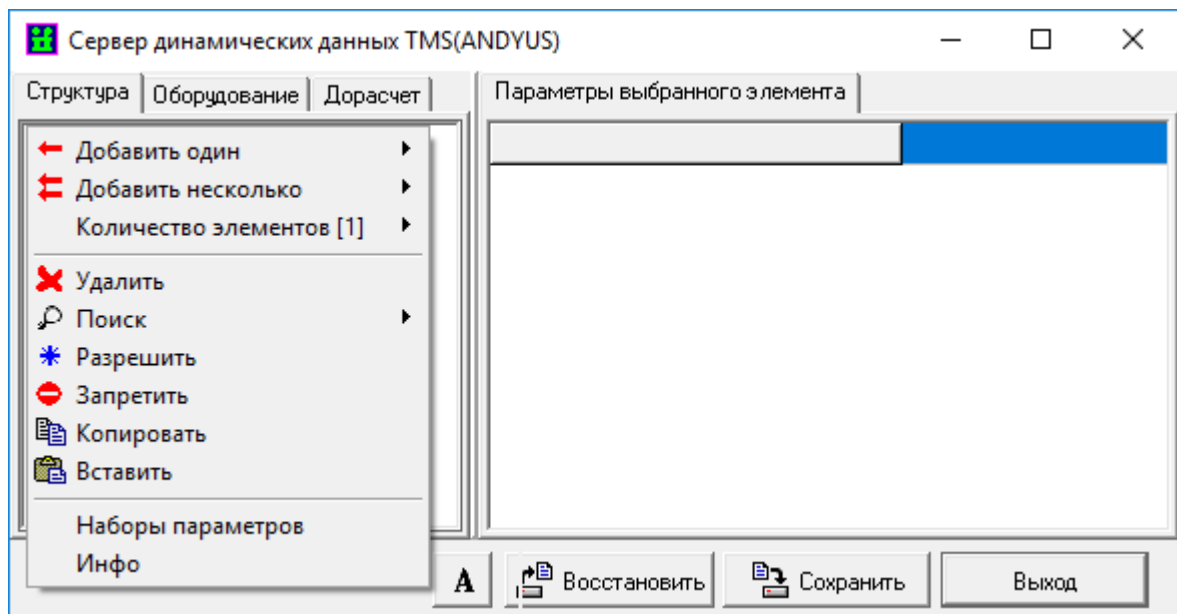 Сервер динамических данных TMS(ANDYUS)
Структура Оборудование Дорасчет Параметры выбранного элемента
Добавить один
Добавить несколько
Количество элементов [1]
Удалить
Поиск
Разрешить
Запретить
Копировать
Вставить
Наборы параметров
Инфо
A Восстановить Сохранить Выход